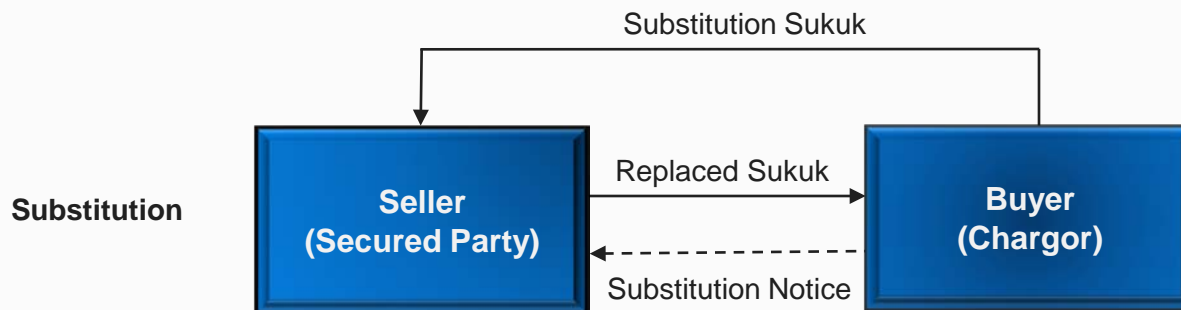 Substitution Sukuk
Substitution
Seller
(Secured Party)
Replaced Sukuk
Substitution Notice
Buyer
(Chargor)